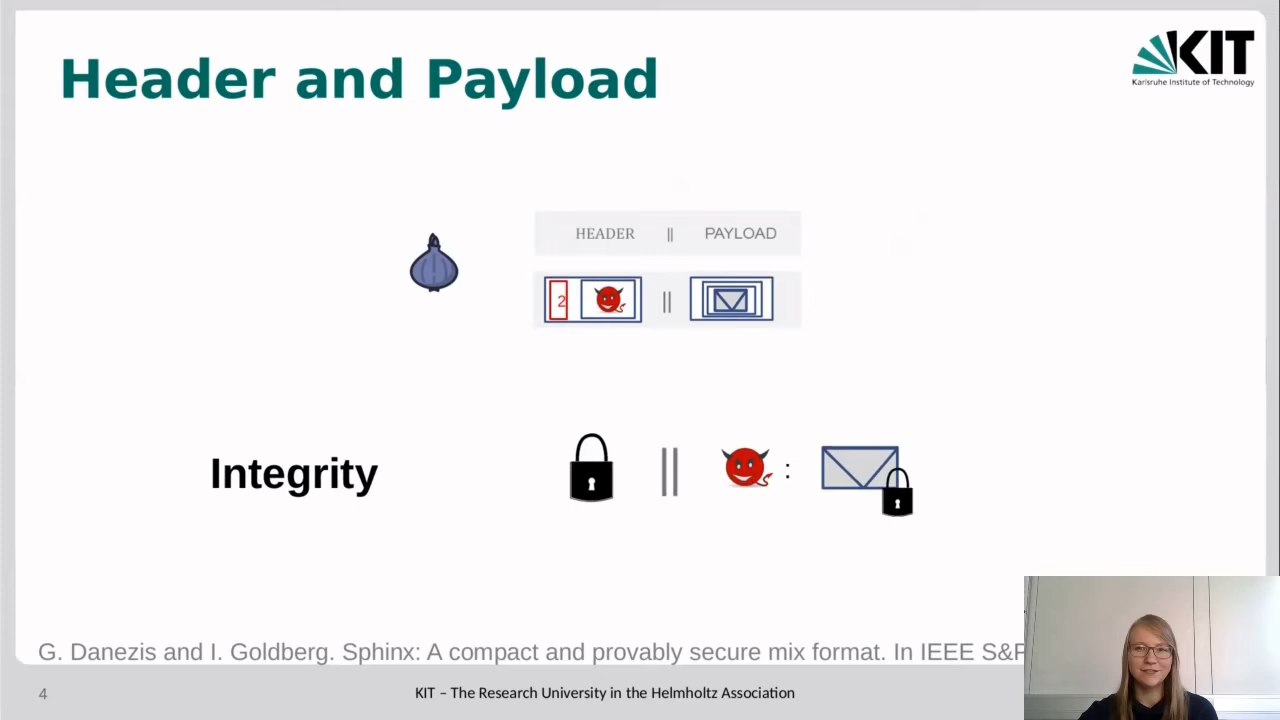 Header and Payload
KIT
Karlsruhe Institute of Technology
HEADER || PAYLOAD
2 ||
Integrity || :
G. Danezis and I. Goldberg. Sphinx: A compact and provably secure mix format. In IEEE S&P
4
KIT – The Research University in the Helmholtz Association